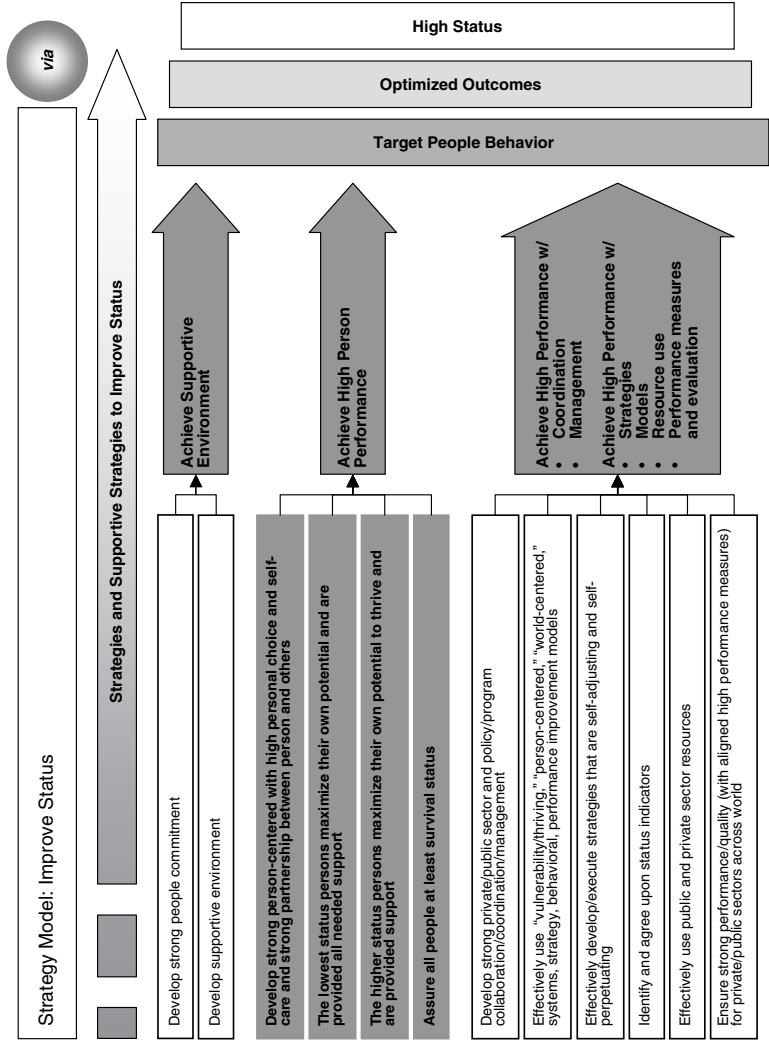 Strategy Model: Improve Status
via
Strategies and Supportive Strategies to Improve Status
Develop strong people commitment
Develop supportive environment
Achieve Supportive
Environment
Develop strong person-centered with high personal choice and self-
care and strong partnership between person and others
The lowest status persons maximize their own potential and are
provided all needed support
The higher status persons maximize their own potential to thrive and
are provided support
Assure all people at least survival status
Achieve High Person
Performance
Develop strong private/public sector and policy/program
collaboration/coordination/management
Effectively use “vulnerability/thriving,” “person-centered,” “world-centered,”
systems, strategy, behavioral, performance improvement models
Effectively develop/execute strategies that are self-adjusting and self-
perpetuating
Identify and agree upon status indicators
Effectively use public and private sector resources
Ensure strong performance/quality (with aligned high performance measures)
for private/public sectors across world
Achieve High Performance w/
• Coordination
• Management
Achieve High Performance w/
• Strategies
• Models
• Resource use
• Performance measures
and evaluation
Target People Behavior
Optimized Outcomes
High Status